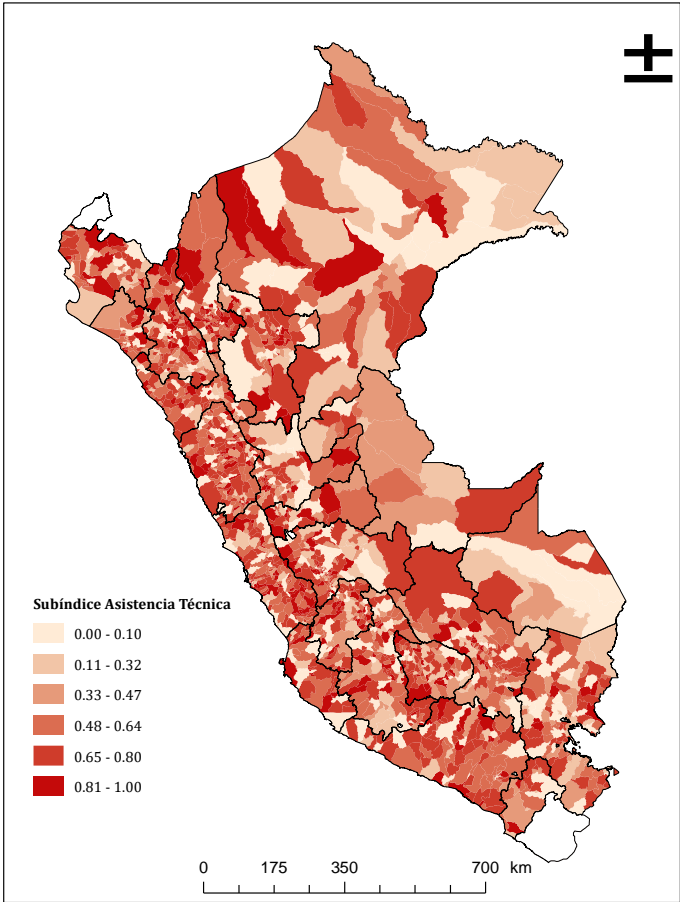 Subíndice Asistencia Técnica
0.00 - 0.10
0.11 - 0.32
0.33 - 0.47
0.48 - 0.64
0.65 - 0.80
0.81 - 1.00
0 175 350 700 km